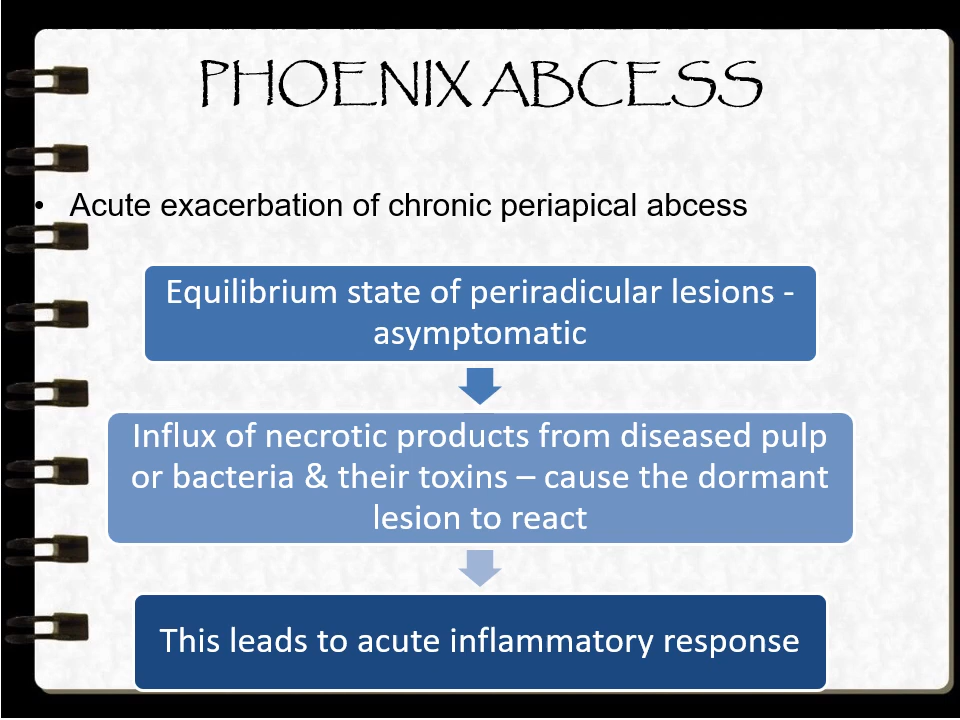 PHOENIX ABCESS
• Acute exacerbation of chronic periapical abcess
Equilibrium state of periradicular lesions -
asymptomatic
Influx of necrotic products from diseased pulp
or bacteria & their toxins – cause the dormant
lesion to react
This leads to acute inflammatory response